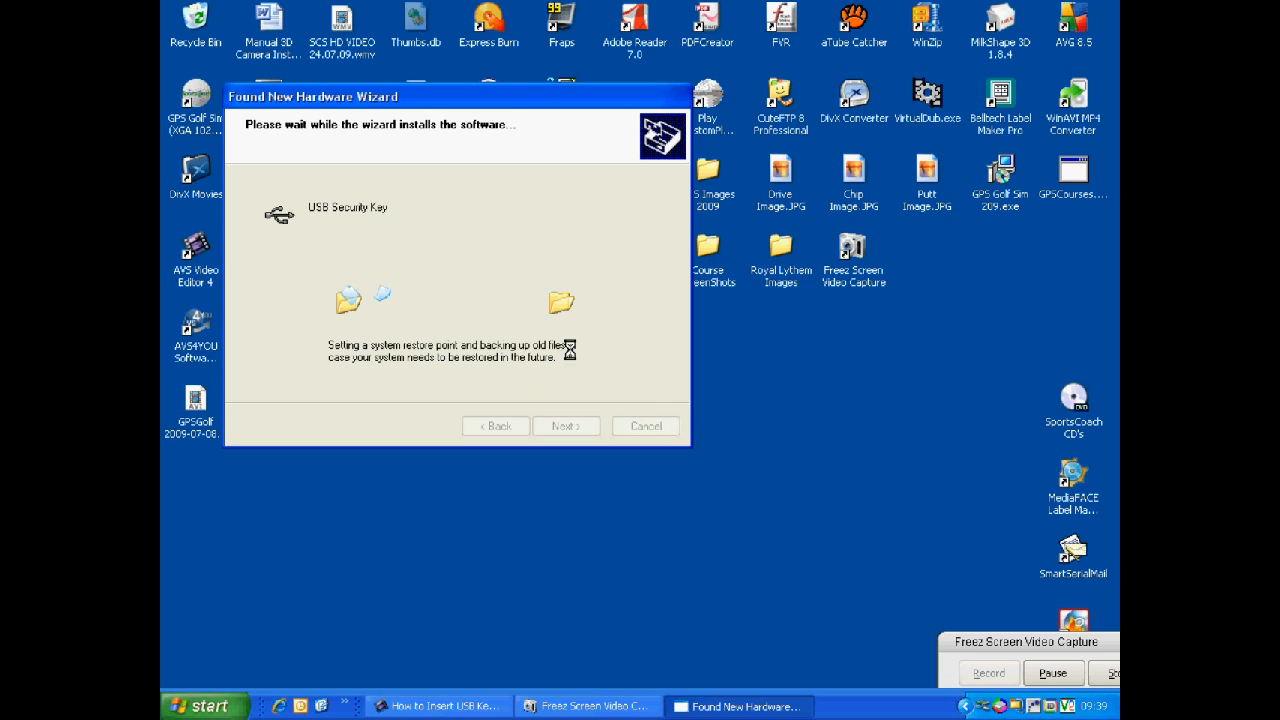 Recycle Bin
Manual 3D
Camera Inst...
SCS HD VIDEO
24.07.09.wmv
Thumbs.db
Express Burn
99
Fraps
Adobe Reader
7.0
PDFCreator
FVR
aTube Catcher
WinZip
MilkShape 3D
1.8.4
AVG 8.5
GPS Golf Sim
(XGA 102...
Found New Hardware Wizard
Please wait while the wizard installs the software...
USB Security Key
Setting a system restore point and backing up old files
case your system needs to be restored in the future.
< Back
Next >
Cancel
Play
stomPl...
CuteFTP 8
Professional
DivX Converter
VirtualDub.exe
Belltech Label
Maker Pro
WinAVI MP4
Converter
DivX Movies
S Images
2009
Drive
Image.JPG
Chip
Image.JPG
Putt
Image.JPG
GPS Golf Sim
209.exe
GPSCourses....
AVS Video
Editor 4
Course
eenShots
Royal Lythem
Images
Freez Screen
Video Capture
AVS4YOU
Softwa...
GPSGolf
2009-07-08.
SportsCoach
CD's
MediaFACE
Label Ma...
SmartSerialMail
Freez Screen Video Capture
Record
Pause
Sto
start
How to Insert USB Ke...
Freez Screen Video C...
Found New Hardware...
09:39